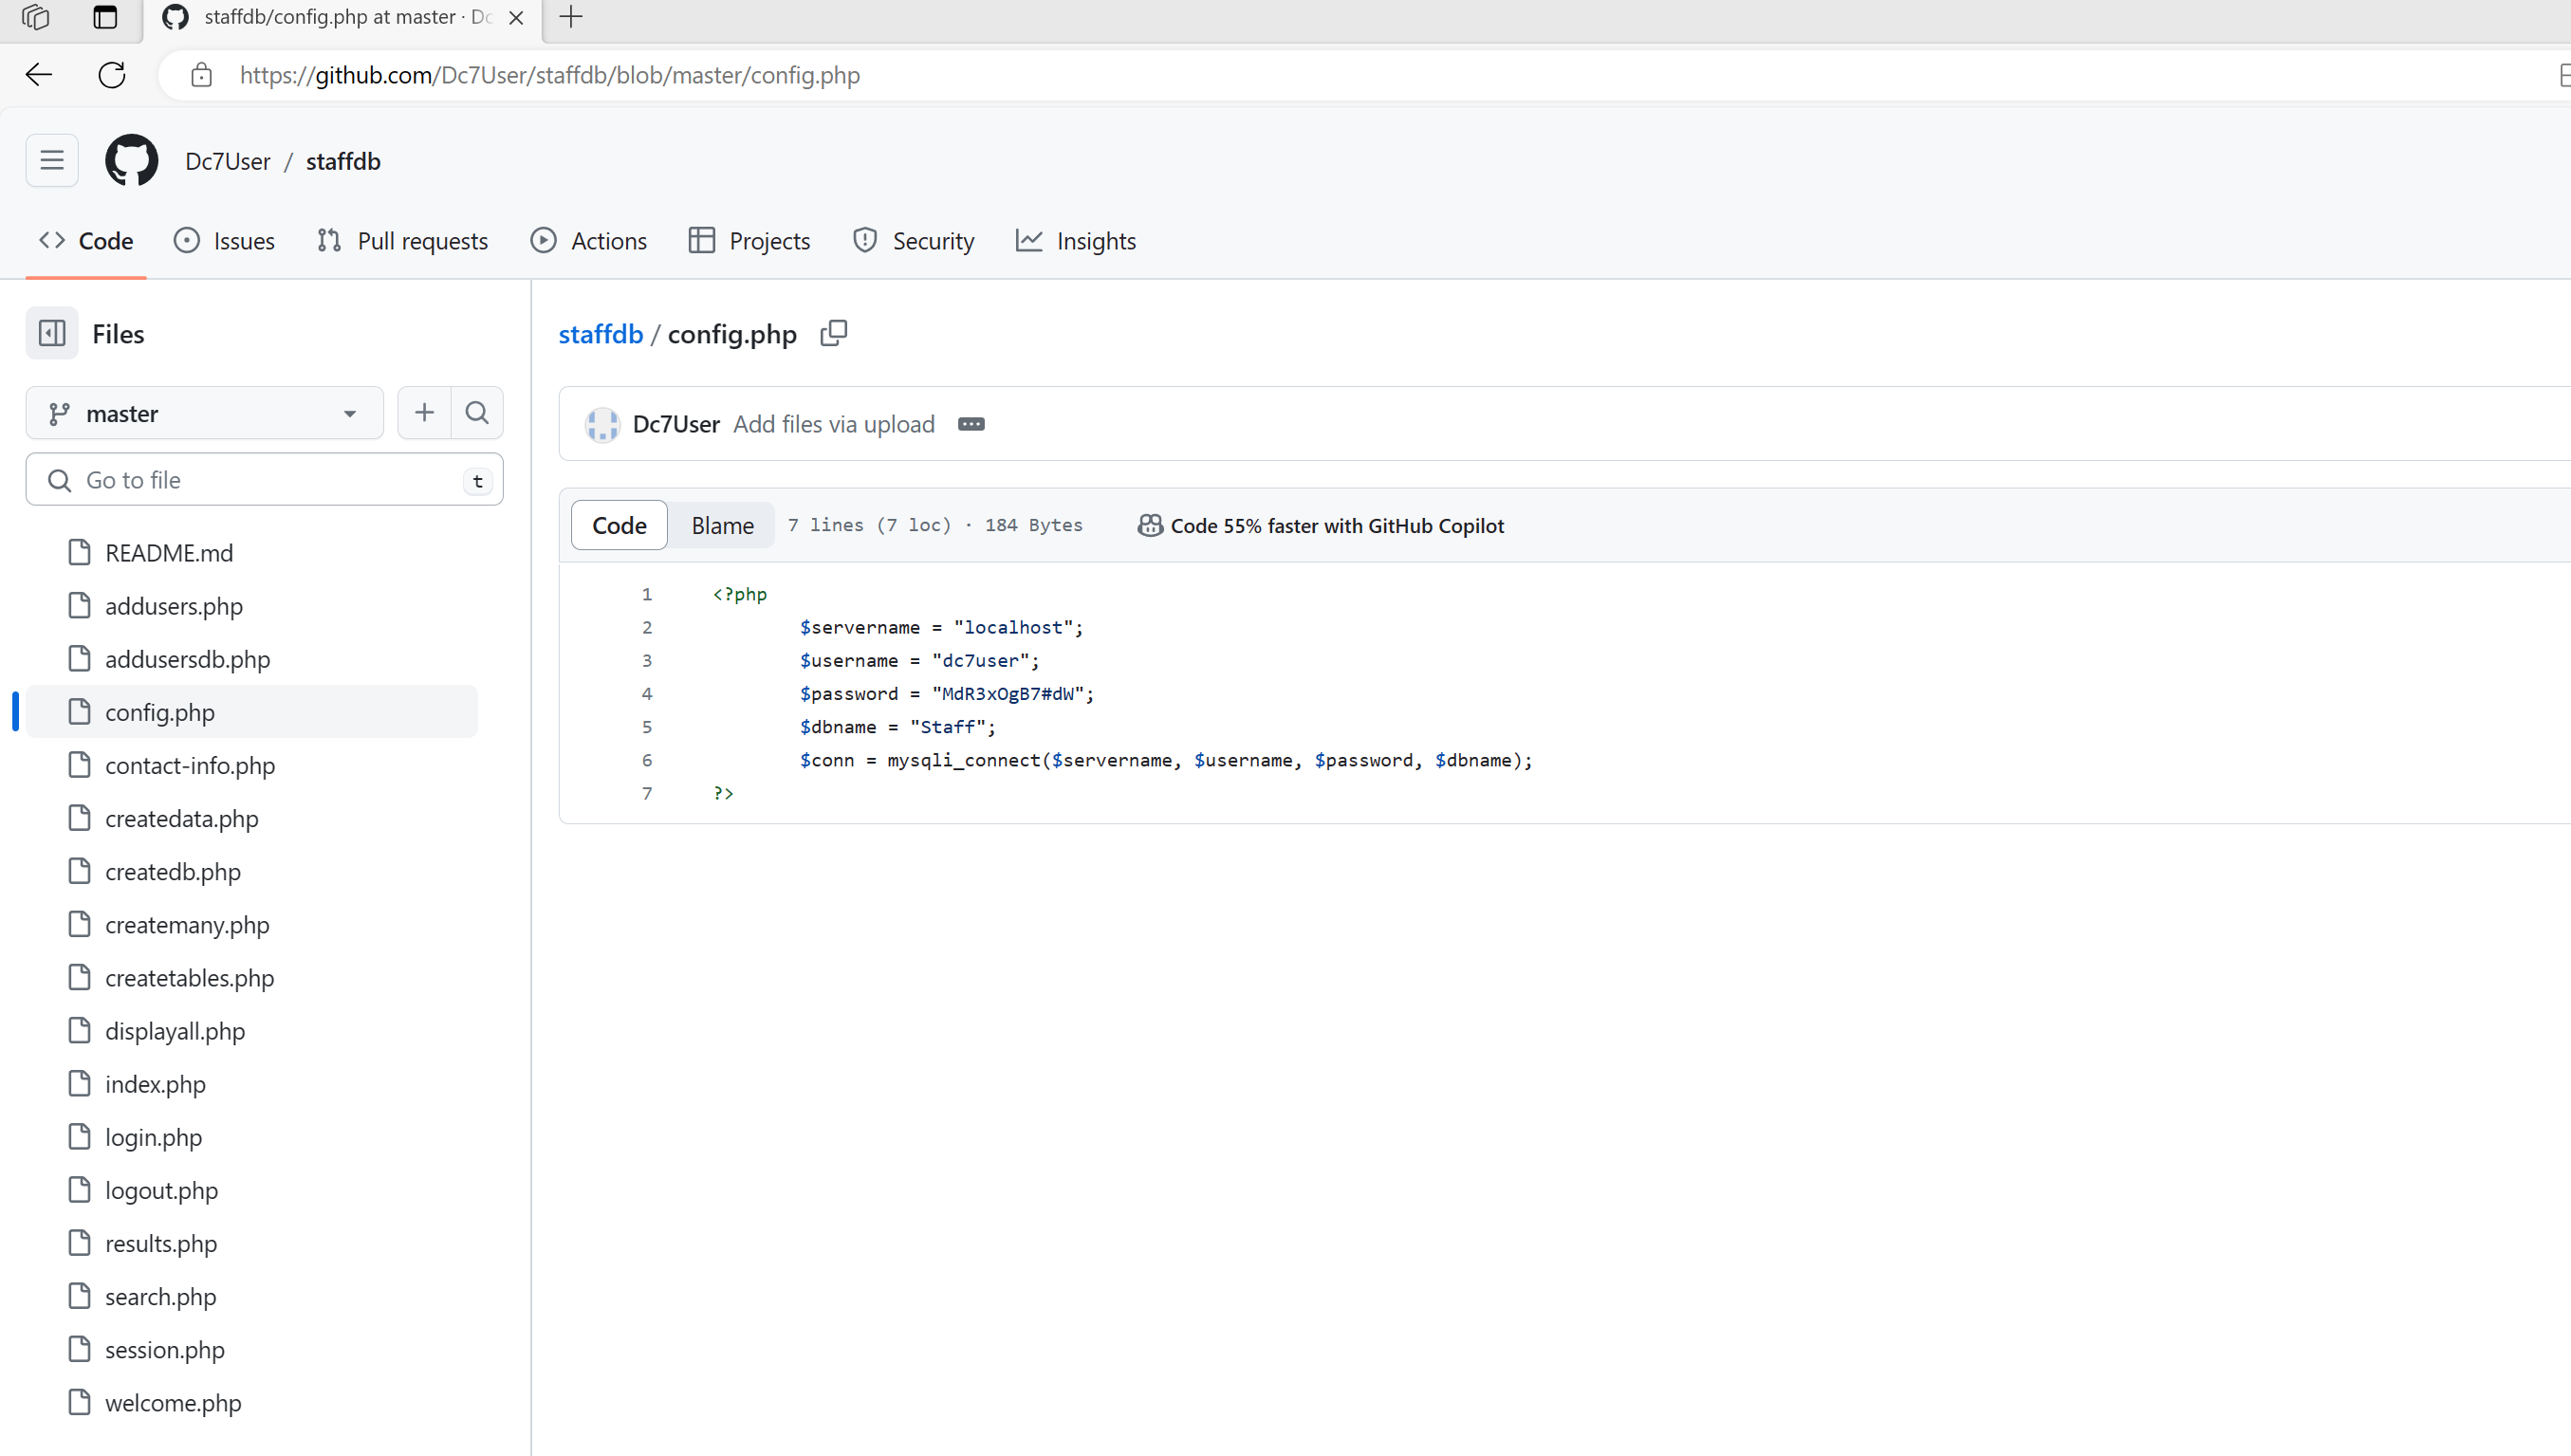 staffdb/config.php at master · Dc
https://github.com/Dc7User/staffdb/blob/master/config.php
Dc7User / staffdb
Code Issues Pull requests Actions Projects Security Insights
Files
master
Go to file t
README.md
addusers.php
addusersdb.php
config.php
contact-info.php
createdata.php
createdb.php
createmany.php
createtables.php
displayall.php
index.php
login.php
logout.php
results.php
search.php
session.php
welcome.php
staffdb / config.php
Dc7User Add files via upload
Code Blame 7 lines (7 loc) · 184 Bytes Code 55% faster with GitHub Copilot
1 <?php
2 $servername = "localhost";
3 $username = "dc7user";
4 $password = "MdR3xOgB7#dW";
5 $dbname = "Staff";
6 $conn = mysqli_connect($servername, $username, $password, $dbname);
7 ?>